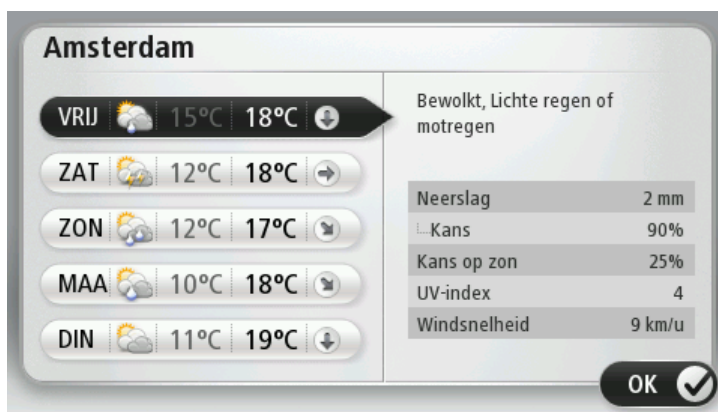 Amsterdam
VRIJ 15°C 18°C
ZAT 12°C 18°C
ZON 12°C 17°C
MAA 10°C 18°C
DIN 11°C 19°C
Bewolkt, Lichte regen of
motregen
Neerslag 2 mm
Kans 90%
Kans op zon 25%
UV-index 4
Windsnelheid 9 km/u
OK